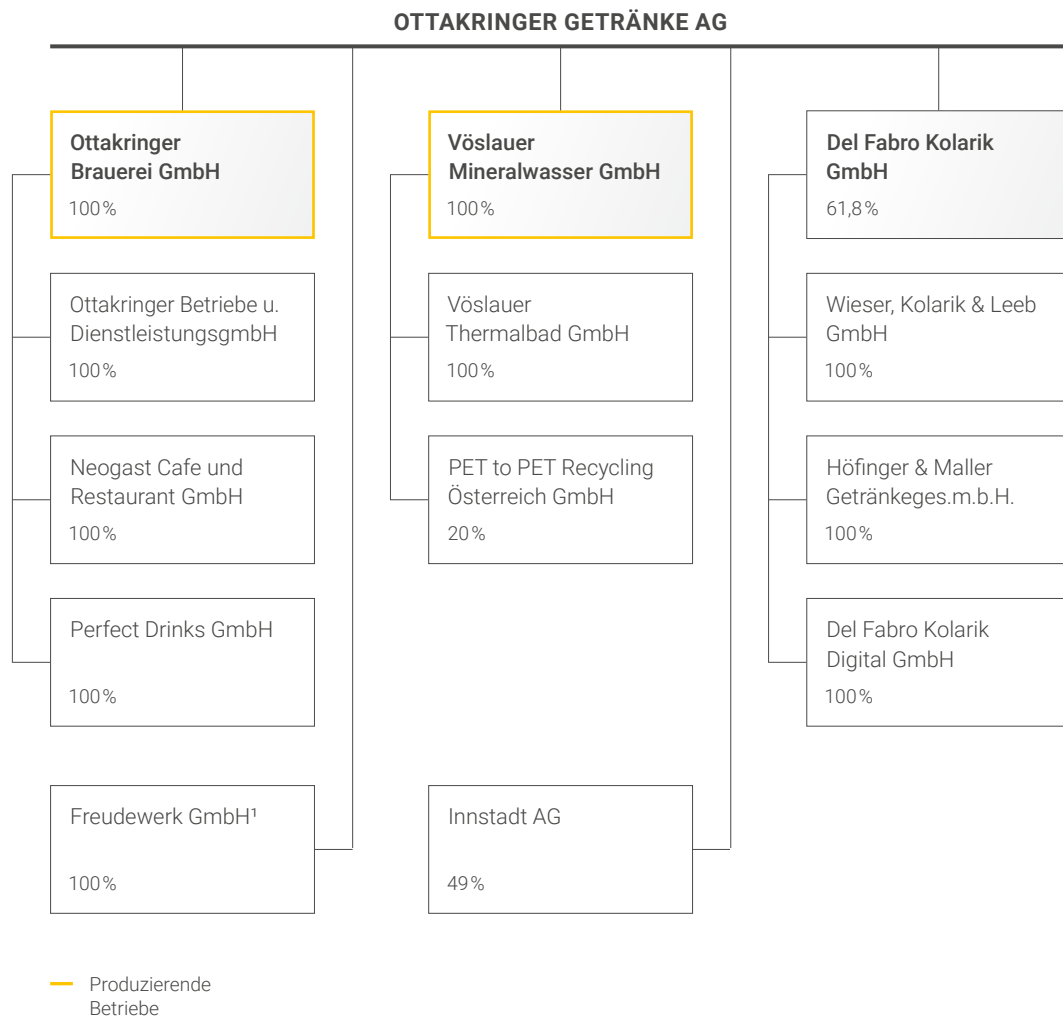 OTTAKRINGER GETRÄNKE AG
Ottakringer
Brauerei GmbH
100%
Ottakringer Betriebe u.
DienstleistungsgmbH
100%
Neogast Cafe und
Restaurant GmbH
100%
Perfect Drinks GmbH
100%
Freudewerk GmbH¹
100%
Vöslauer
Mineralwasser GmbH
100%
Vöslauer
Thermalbad GmbH
100%
PET to PET Recycling
Österreich GmbH
20%
Innstadt AG
49%
Del Fabro Kolarik
GmbH
61,8%
Wieser, Kolarik & Leeb
GmbH
100%
Höfinger & Maller
Getränkeges.m.b.H.
100%
Del Fabro Kolarik
Digital GmbH
100%
Produzierende
Betriebe